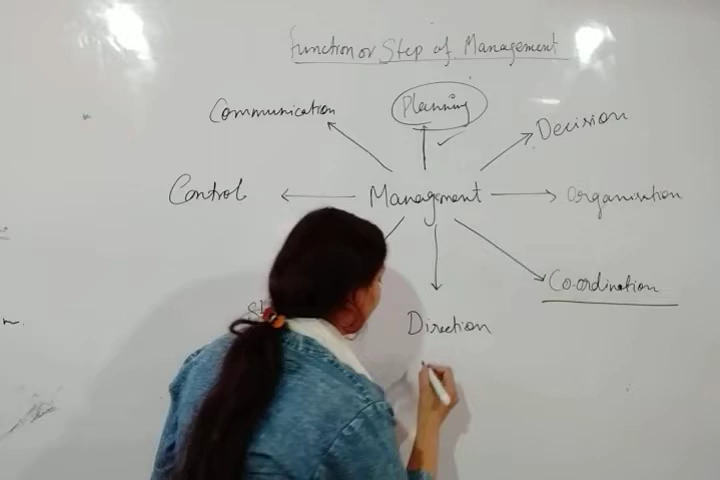 Function or Step of Management
Communication
Planning
Decision
Control
Management
Organisation
Co-ordination
Direction